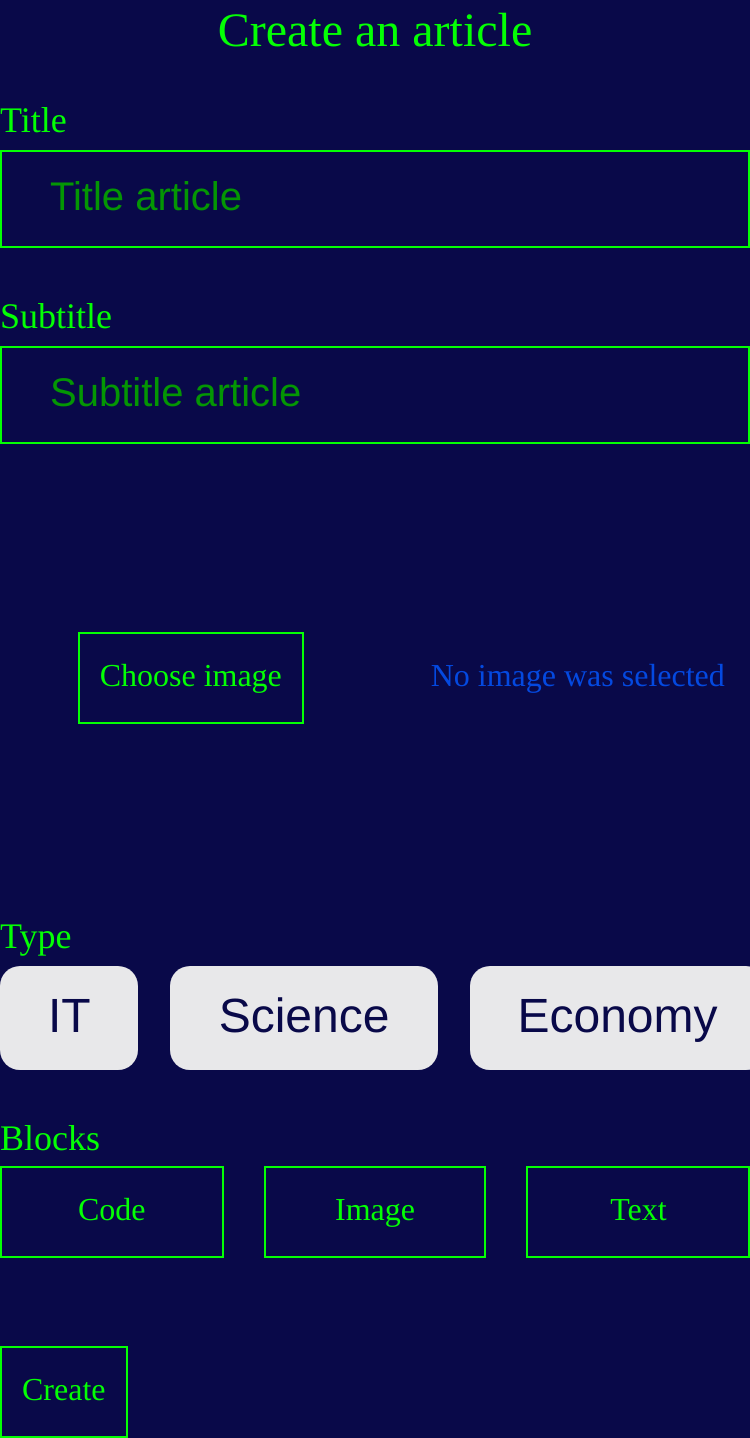 Create an article
Title
Title article
Subtitle
Subtitle article
Choose image No image was selected
Type
IT Science Economy
Blocks
Code Image Text
Create